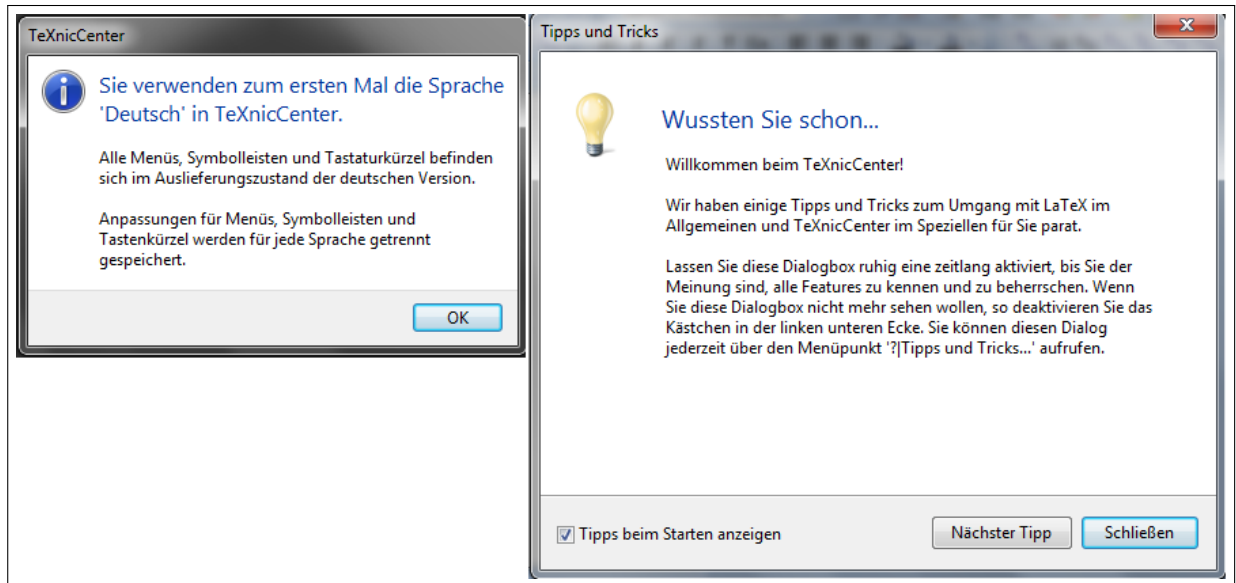 TeXnicCenter
Sie verwenden zum ersten Mal die Sprache
'Deutsch' in TeXnicCenter.
Alle Menüs, Symbolleisten und Tastaturkürzel befinden
sich im Auslieferungszustand der deutschen Version.
Anpassungen für Menüs, Symbolleisten und
Tastenkürzel werden für jede Sprache getrennt
gespeichert.
OK
Tipps und Tricks
Wussten Sie schon...
Willkommen beim TeXnicCenter!
Wir haben einige Tipps und Tricks zum Umgang mit LaTeX im
Allgemeinen und TeXnicCenter im Speziellen für Sie parat.
Lassen Sie diese Dialogbox ruhig eine zeitlang aktiviert, bis Sie der
Meinung sind, alle Features zu kennen und zu beherrschen. Wenn
Sie diese Dialogbox nicht mehr sehen wollen, so deaktivieren Sie das
Kästchen in der linken unteren Ecke. Sie können diesen Dialog
jederzeit über den Menüpunkt '?|Tipps und Tricks...' aufrufen.
Tipps beim Starten anzeigen
Nächster Tipp
Schließen